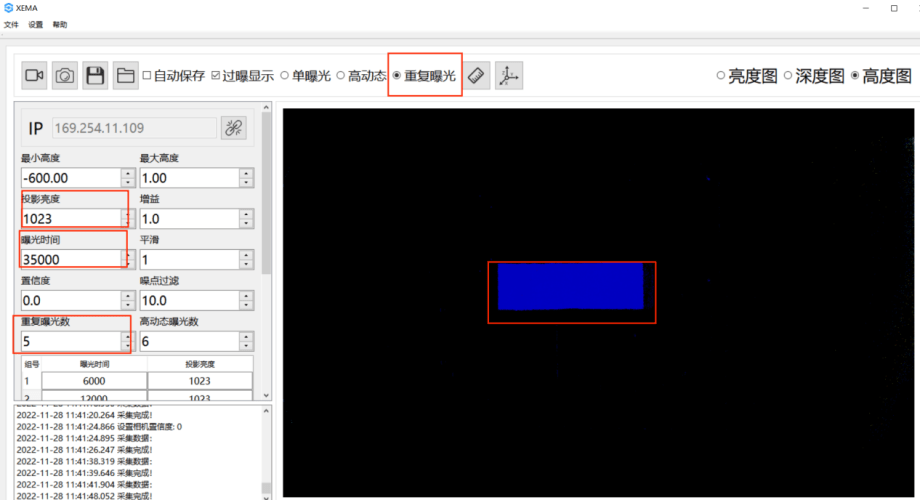 XEMA
文件 设置 帮助
自动保存 过曝显示 单曝光 高动态 重复曝光 亮度图 深度图 高度图
IP 169.254.11.109
最小高度 最大高度
-600.00 1.00
投影亮度 增益
1023 1.0
曝光时间 平滑
35000 1
置信度 噪点过滤
0.0 10.0
重复曝光数 高动态曝光数
5 6
组号 曝光时间 投影亮度
1 6000 1023
2 12000 1023
2022-11-28 11:41:20.264 采集完成!
2022-11-28 11:41:24.866 设置相机置信度: 0
2022-11-28 11:41:24.895 采集数据:
2022-11-28 11:41:26.247 采集完成!
2022-11-28 11:41:38.319 采集数据:
2022-11-28 11:41:39.646 采集完成!
2022-11-28 11:41:41.904 采集数据:
2022-11-28 11:41:48.052 采集完成!